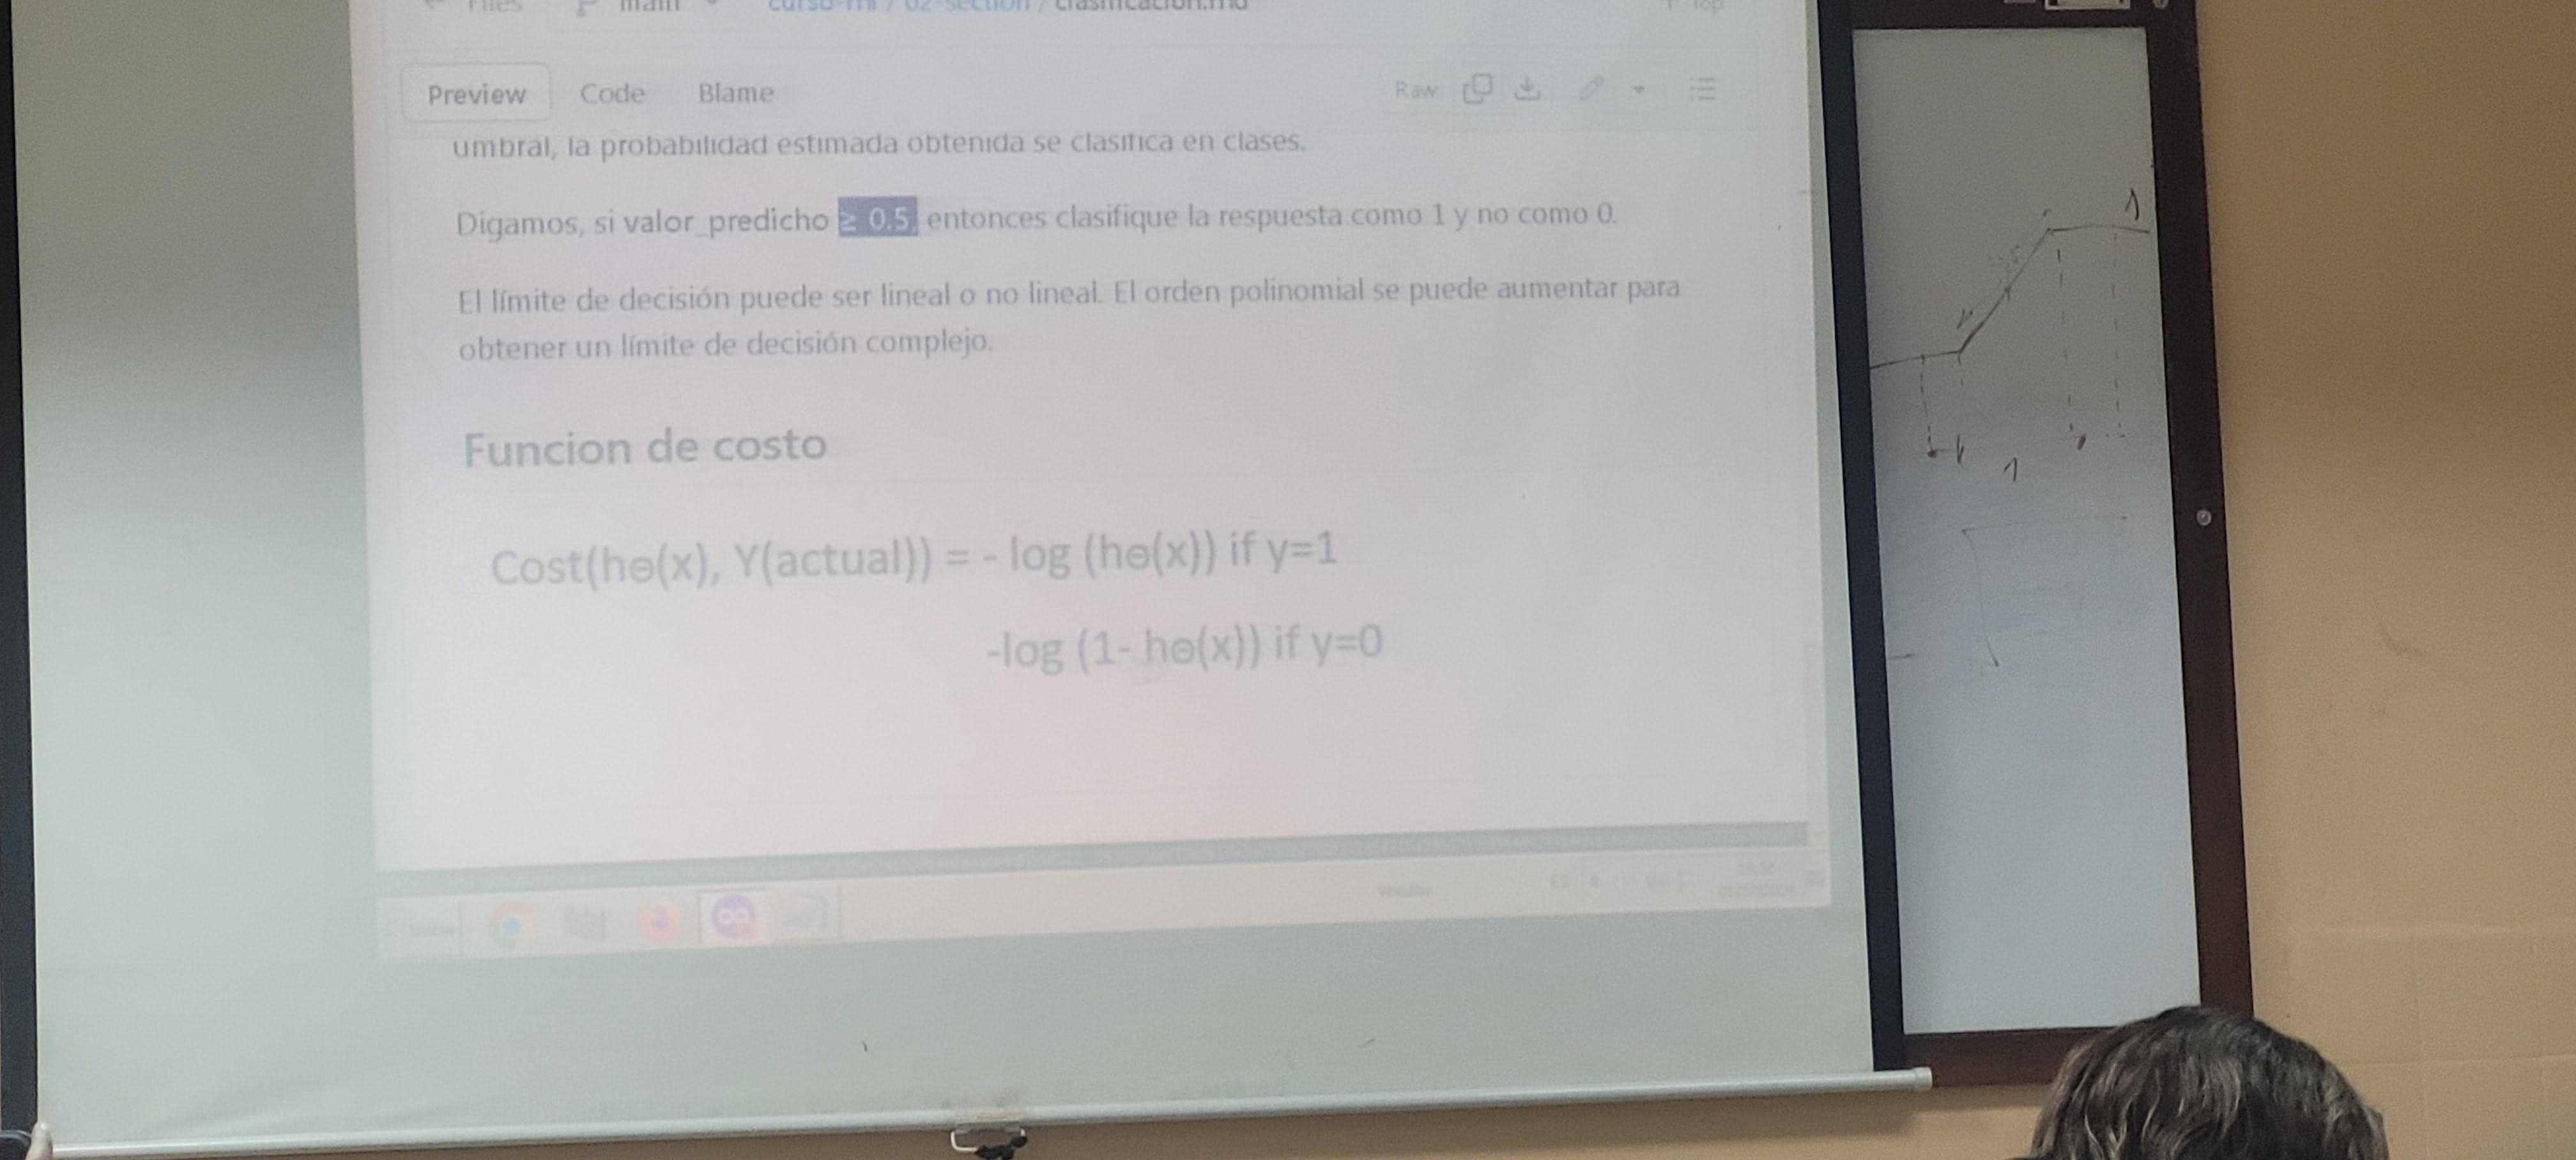 Files main curso-ml / 02-section / clasificacion.md Top
Preview Code Blame Raw
umbral, la probabilidad estimada obtenida se clasifica en clases.
Digamos, si valor_predicho ≥ 0.5, entonces clasifique la respuesta como 1 y no como 0.
El límite de decisión puede ser lineal o no lineal. El orden polinomial se puede aumentar para
obtener un límite de decisión complejo.
Funcion de costo
Cost(hɵ(x), Y(actual)) = - log (hɵ(x)) if y=1
-log (1- hɵ(x)) if y=0
1
1